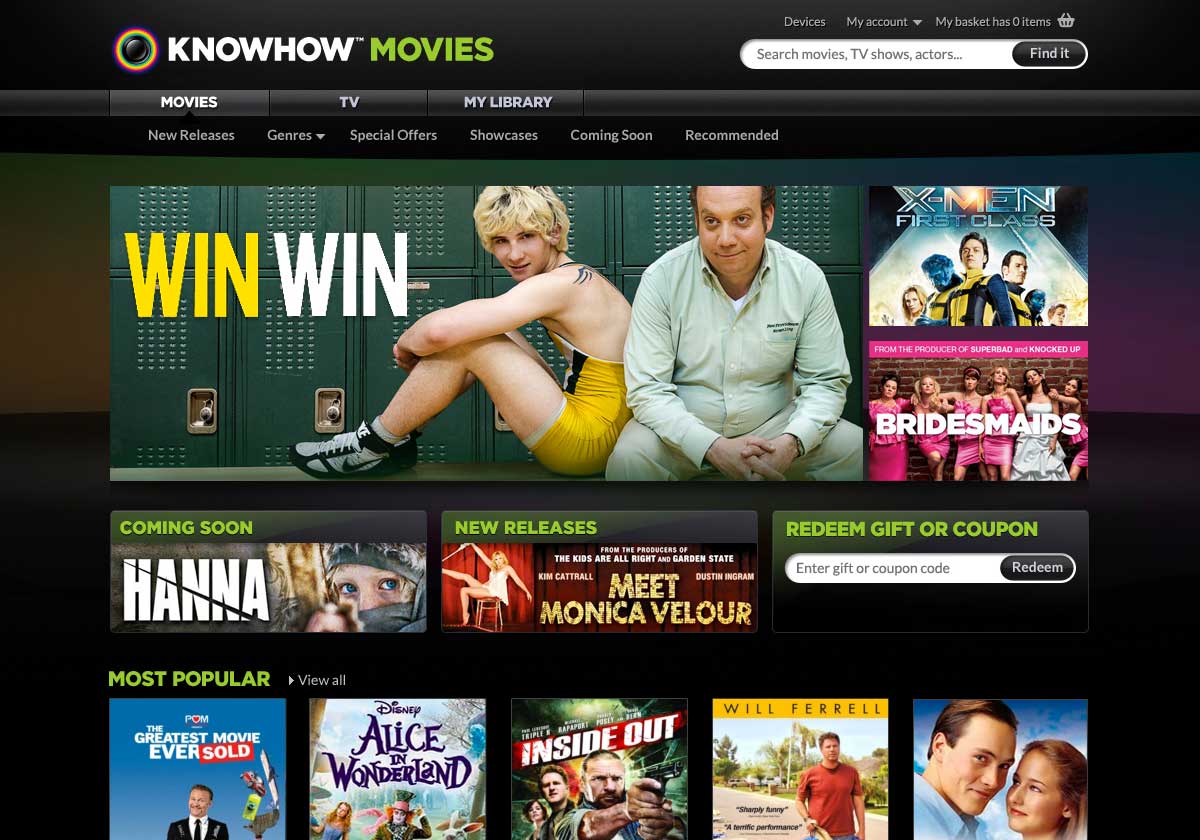 Devices
My account
My basket has 0 items
KNOWHOW™ MOVIES
Search movies, TV shows, actors...
Find it
MOVIES
TV
MY LIBRARY
New Releases
Genres
Special Offers
Showcases
Coming Soon
Recommended
WIN WIN
X-MEN
FIRST CLASS
FROM THE PRODUCER OF SUPERBAD and KNOCKED UP
BRIDESMAIDS
COMING SOON
HANNA
NEW RELEASES
FROM THE PRODUCERS OF
THE KIDS ARE ALL RIGHT AND GARDEN STATE
KIM CATTRALL
DUSTIN INGRAM
MEET
MONICA VELOUR
REDEEM GIFT OR COUPON
Enter gift or coupon code
Redeem
MOST POPULAR
View all
POM
THE
GREATEST MOVIE
EVER SOLD
DISNEY
ALICE
IN
WONDERLAND
TRIPLE H
RAPAPORT
POSEY
INSIDE OUT
WILL FERRELL
"Sharply funny"
"A terrific performance"